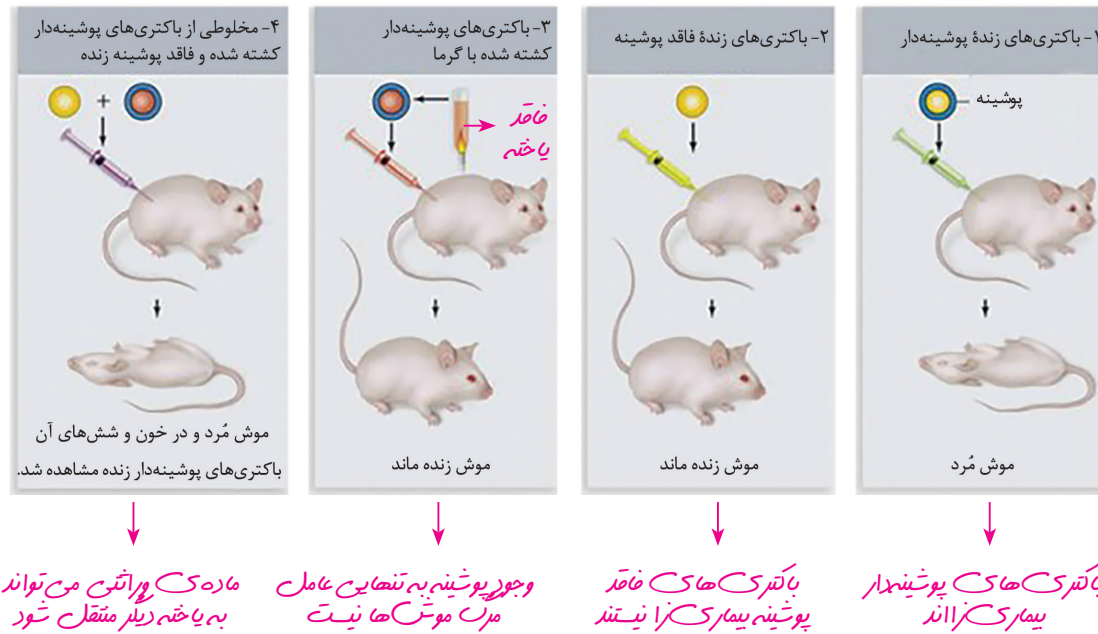 ۱- باکتری‌های زندهٔ پوشینه‌دار
پوشینه
موش مُرد
باکتری های پوشینه‌دار
بیماری زا اند
۲- باکتری‌های زندهٔ فاقد پوشینه
موش زنده ماند
باکتری های فاقد
پوشینه بیماری زا نیستند
۳- باکتری‌های پوشینه‌دار
کشته شده با گرما
فاقد
یاخته
موش زنده ماند
وجود پوشینه به تنهایی عامل
مرگ موش ها نیست
۴- مخلوطی از باکتری‌های پوشینه‌دار
کشته شده و فاقد پوشینه زنده
+
موش مُرد و در خون و شش‌های آن
باکتری‌های پوشینه‌دار زنده مشاهده شد.
ماده‌ی وراثتی می تواند
به یاخته دیگر منتقل شود